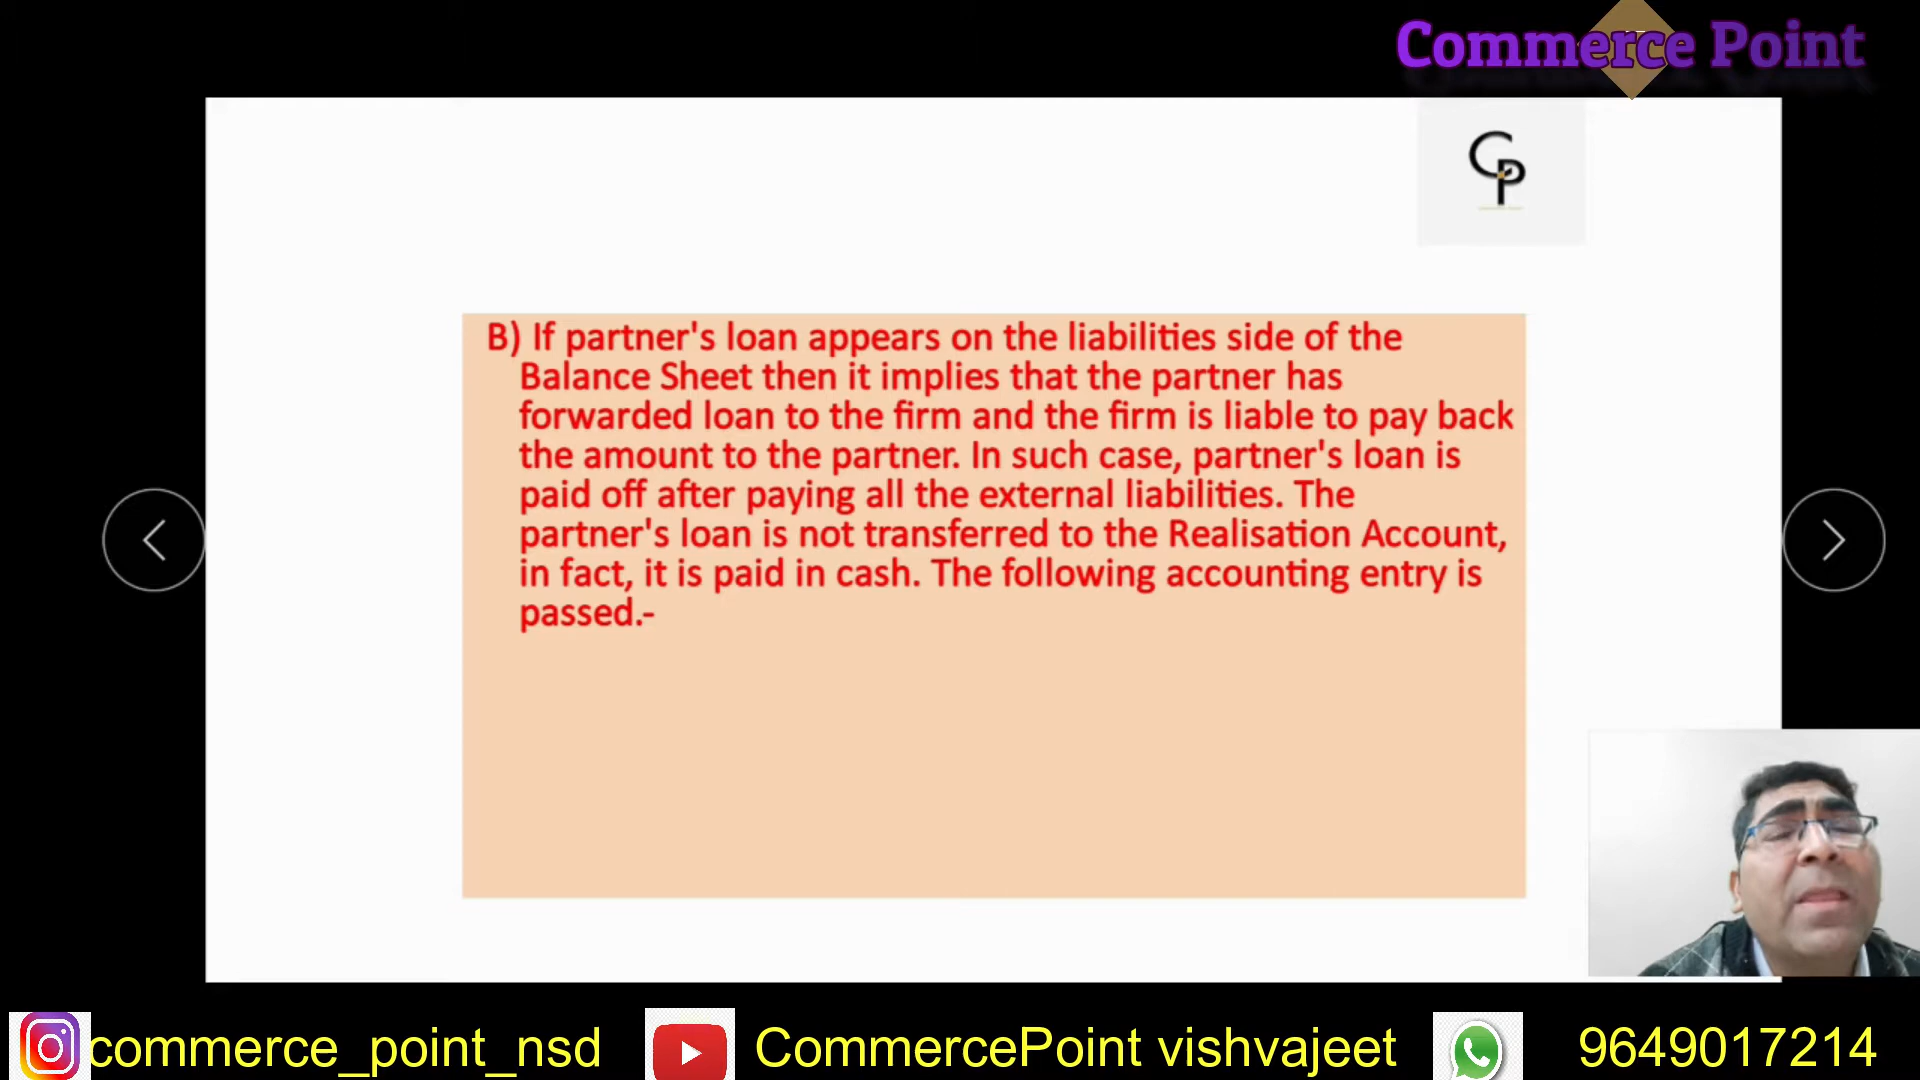 Commerce Point
CP
B) If partner's loan appears on the liabilities side of the
Balance Sheet then it implies that the partner has
forwarded loan to the firm and the firm is liable to pay back
the amount to the partner. In such case, partner's loan is
paid off after paying all the external liabilities. The
partner's loan is not transferred to the Realisation Account,
in fact, it is paid in cash. The following accounting entry is
passed.-
commerce_point_nsd
CommercePoint vishvajeet
9649017214